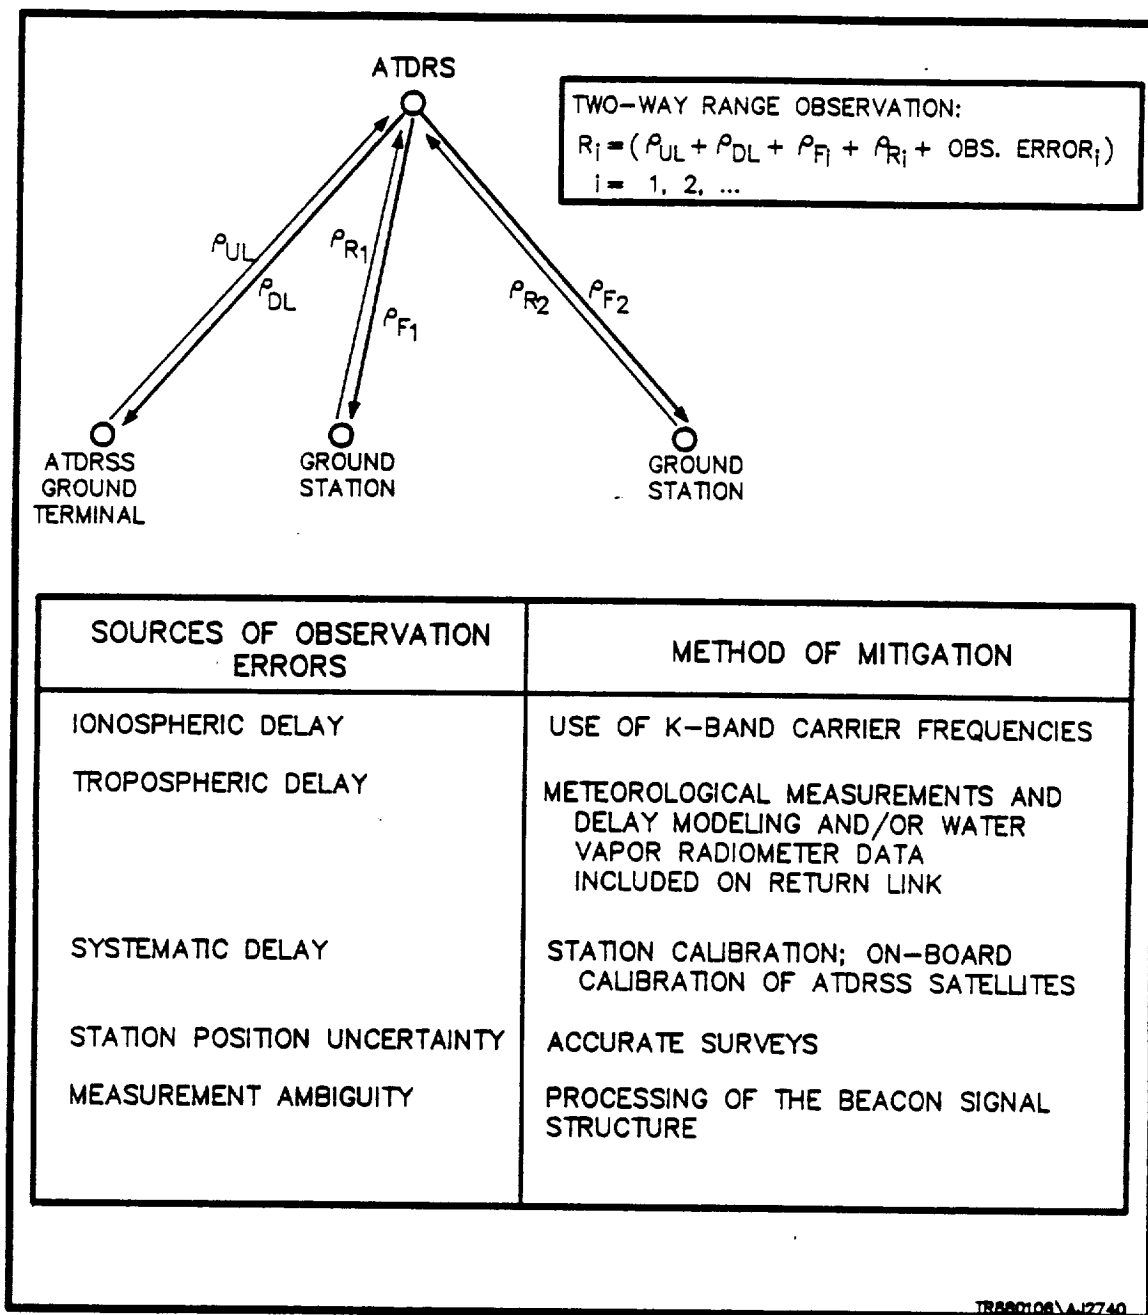 ATDRS
TWO-WAY RANGE OBSERVATION:
Ri = (ρUL + ρDL + ρFi + ρRi + OBS. ERRORi)
i = 1, 2, ...
ρUL
ρDL
ρR1
ρF1
ρR2
ρF2
ATDRSS
GROUND
TERMINAL
GROUND
STATION
GROUND
STATION
SOURCES OF OBSERVATION
ERRORS
METHOD OF MITIGATION
IONOSPHERIC DELAY
USE OF K-BAND CARRIER FREQUENCIES
TROPOSPHERIC DELAY
METEOROLOGICAL MEASUREMENTS AND
DELAY MODELING AND/OR WATER
VAPOR RADIOMETER DATA
INCLUDED ON RETURN LINK
SYSTEMATIC DELAY
STATION CALIBRATION; ON-BOARD
CALIBRATION OF ATDRSS SATELLITES
STATION POSITION UNCERTAINTY
ACCURATE SURVEYS
MEASUREMENT AMBIGUITY
PROCESSING OF THE BEACON SIGNAL
STRUCTURE
TR880106\AJ2740